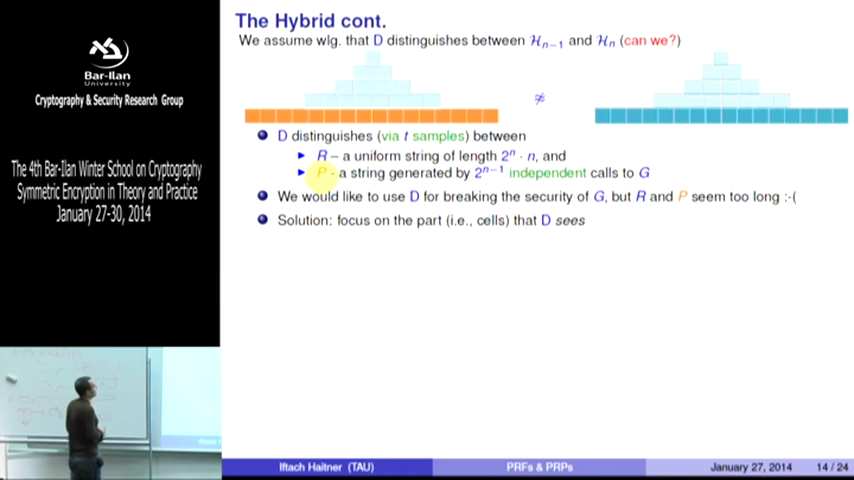 Bar-Ilan
University
Cryptography & Security Research Group
The 4th Bar-Ilan Winter School on Cryptography
Symmetric Encryption in Theory and Practice
January 27-30, 2014
The Hybrid cont.
We assume wlg. that D distinguishes between ℋₙ₋₁ and ℋₙ (can we?)
≉
D distinguishes (via t samples) between
R – a uniform string of length 2ⁿ · n, and
P - a string generated by 2ⁿ⁻¹ independent calls to G
We would like to use D for breaking the security of G, but R and P seem too long :-(
Solution: focus on the part (i.e., cells) that D sees
Iftach Haitner (TAU) PRFs & PRPs January 27, 2014 14 / 24